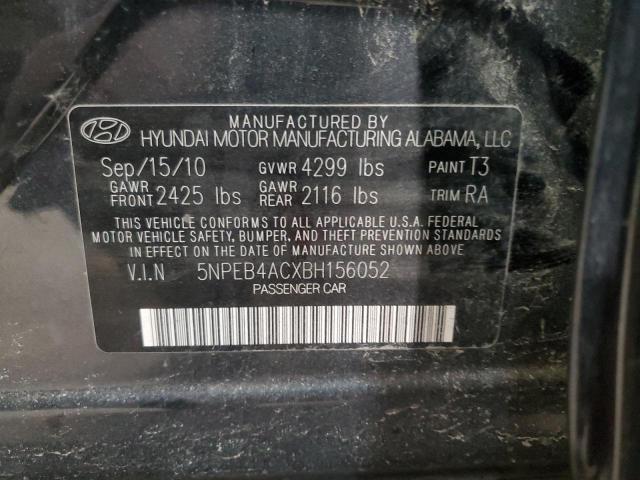 MANUFACTURED BY
HYUNDAI MOTOR MANUFACTURING ALABAMA, LLC
Sep/15/10 GVWR 4299 lbs PAINT T3
GAWR FRONT 2425 lbs GAWR REAR 2116 lbs TRIM RA
THIS VEHICLE CONFORMS TO ALL APPLICABLE U.S.A. FEDERAL
MOTOR VEHICLE SAFETY, BUMPER, AND THEFT PREVENTION STANDARDS
IN EFFECT ON THE DATE OF MANUFACTURE SHOWN ABOVE.
V.I.N 5NPEB4ACXBH156052
PASSENGER CAR